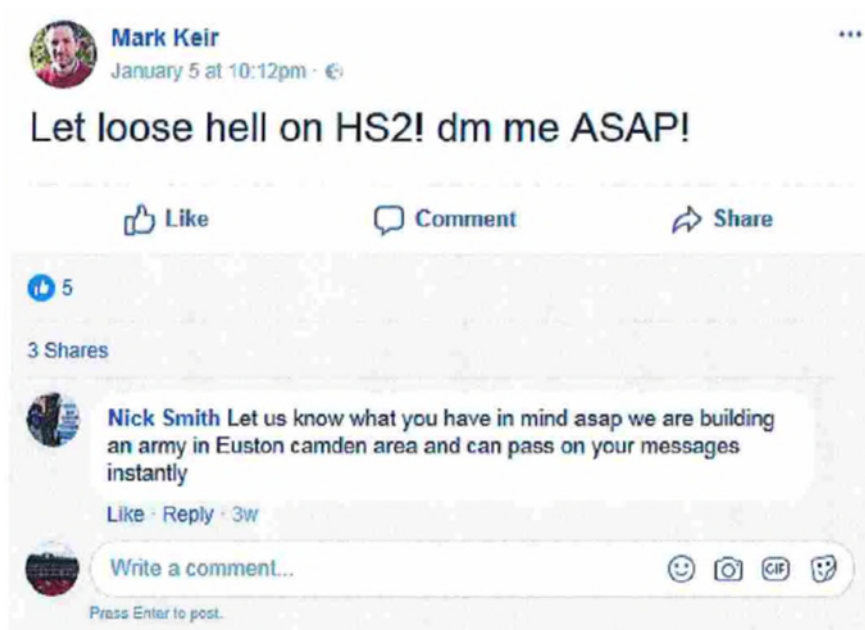 Mark Keir
January 5 at 10:12pm ·
Let loose hell on HS2! dm me ASAP!
Like Comment Share
5
3 Shares
Nick Smith Let us know what you have in mind asap we are building
an army in Euston camden area and can pass on your messages
instantly
Like · Reply · 3w
Write a comment...
GIF
Press Enter to post.